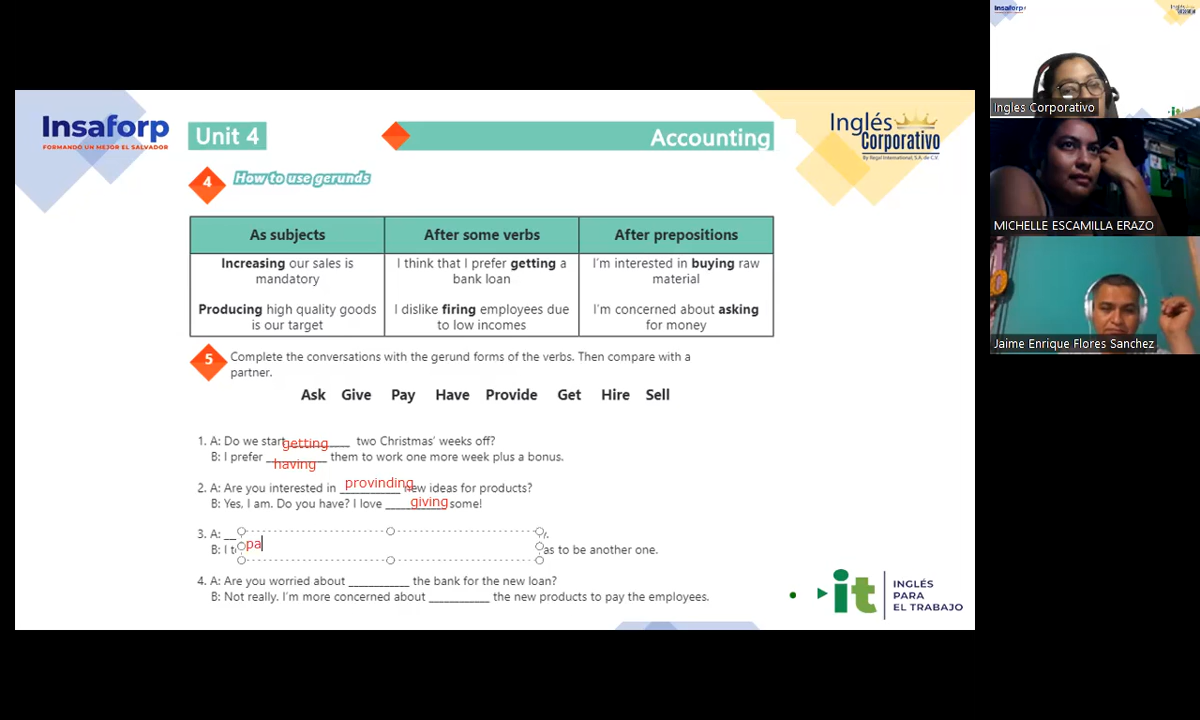 Insaforp
FORMANDO UN MEJOR EL SALVADOR
Unit 4
Accounting
Inglés
Corporativo
By Regal International, S.A. de C.V.
4 How to use gerunds
As subjects After some verbs After prepositions
Increasing our sales is
mandatory
Producing high quality goods
is our target
I think that I prefer getting a
bank loan
I dislike firing employees due
to low incomes
I'm interested in buying raw
material
I'm concerned about asking
for money
5 Complete the conversations with the gerund forms of the verbs. Then compare with a
partner.
Ask Give Pay Have Provide Get Hire Sell
1. A: Do we start getting two Christmas' weeks off?
B: I prefer having them to work one more week plus a bonus.
2. A: Are you interested in provinding new ideas for products?
B: Yes, I am. Do you have? I love giving some!
3. A: __
pa
B: I t as to be another one.
4. A: Are you worried about ___________ the bank for the new loan?
B: Not really. I'm more concerned about ___________ the new products to pay the employees.
it
INGLÉS
PARA
EL TRABAJO
Insaforp
Ingles Corporativo
MICHELLE ESCAMILLA ERAZO
Jaime Enrique Flores Sanchez